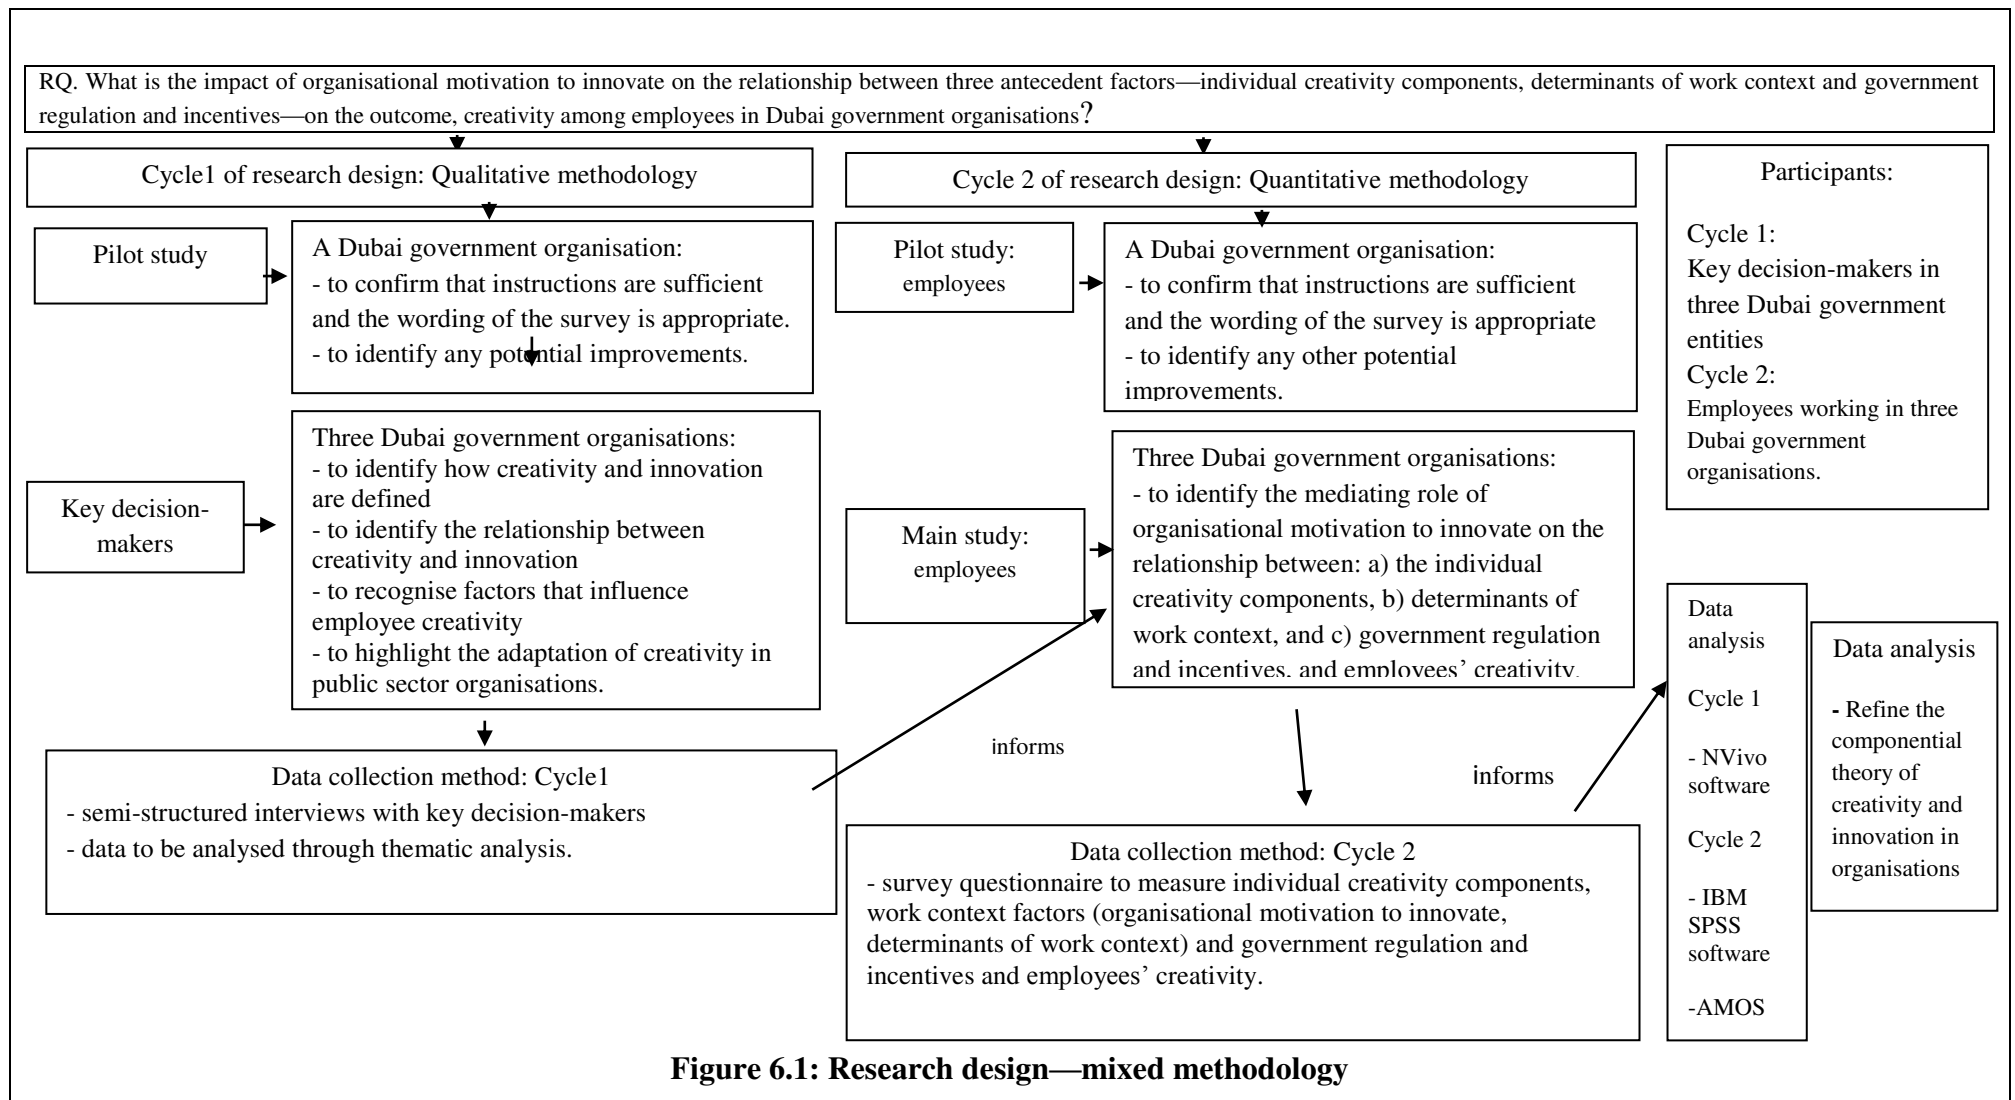 RQ. What is the impact of organisational motivation to innovate on the relationship between three antecedent factors—individual creativity components, determinants of work context and government
regulation and incentives—on the outcome, creativity among employees in Dubai government organisations?
Cycle1 of research design: Qualitative methodology
Pilot study
A Dubai government organisation:
- to confirm that instructions are sufficient
and the wording of the survey is appropriate.
- to identify any potential improvements.
Key decision-
makers
Three Dubai government organisations:
- to identify how creativity and innovation
are defined
- to identify the relationship between
creativity and innovation
- to recognise factors that influence
employee creativity
- to highlight the adaptation of creativity in
public sector organisations.
Data collection method: Cycle1
- semi-structured interviews with key decision-makers
- data to be analysed through thematic analysis.
informs
Cycle 2 of research design: Quantitative methodology
Pilot study:
employees
A Dubai government organisation:
- to confirm that instructions are sufficient
and the wording of the survey is appropriate
- to identify any other potential
improvements.
Main study:
employees
Three Dubai government organisations:
- to identify the mediating role of
organisational motivation to innovate on the
relationship between: a) the individual
creativity components, b) determinants of
work context, and c) government regulation
and incentives, and employees’ creativity.
Data collection method: Cycle 2
- survey questionnaire to measure individual creativity components,
work context factors (organisational motivation to innovate,
determinants of work context) and government regulation and
incentives and employees’ creativity.
informs
Participants:
Cycle 1:
Key decision-makers in
three Dubai government
entities
Cycle 2:
Employees working in three
Dubai government
organisations.
Data
analysis
Cycle 1
- NVivo
software
Cycle 2
- IBM
SPSS
software
-AMOS
Data analysis
- Refine the
componential
theory of
creativity and
innovation in
organisations
Figure 6.1: Research design—mixed methodology